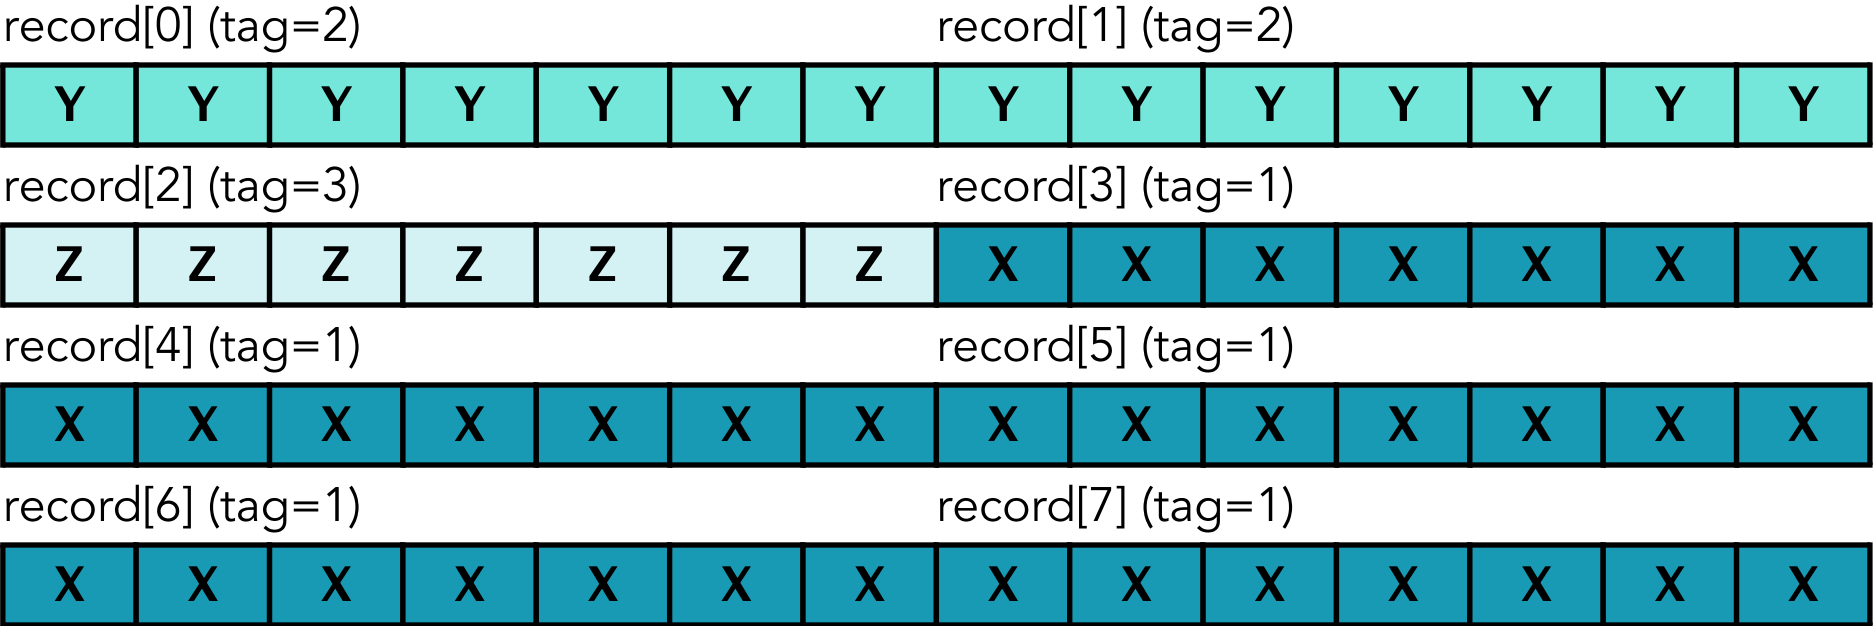 record[0] (tag=2) record[1] (tag=2)
Y Y Y Y Y Y Y Y Y Y Y Y Y Y
record[2] (tag=3) record[3] (tag=1)
Z Z Z Z Z Z Z X X X X X X X
record[4] (tag=1) record[5] (tag=1)
X X X X X X X X X X X X X X
record[6] (tag=1) record[7] (tag=1)
X X X X X X X X X X X X X X